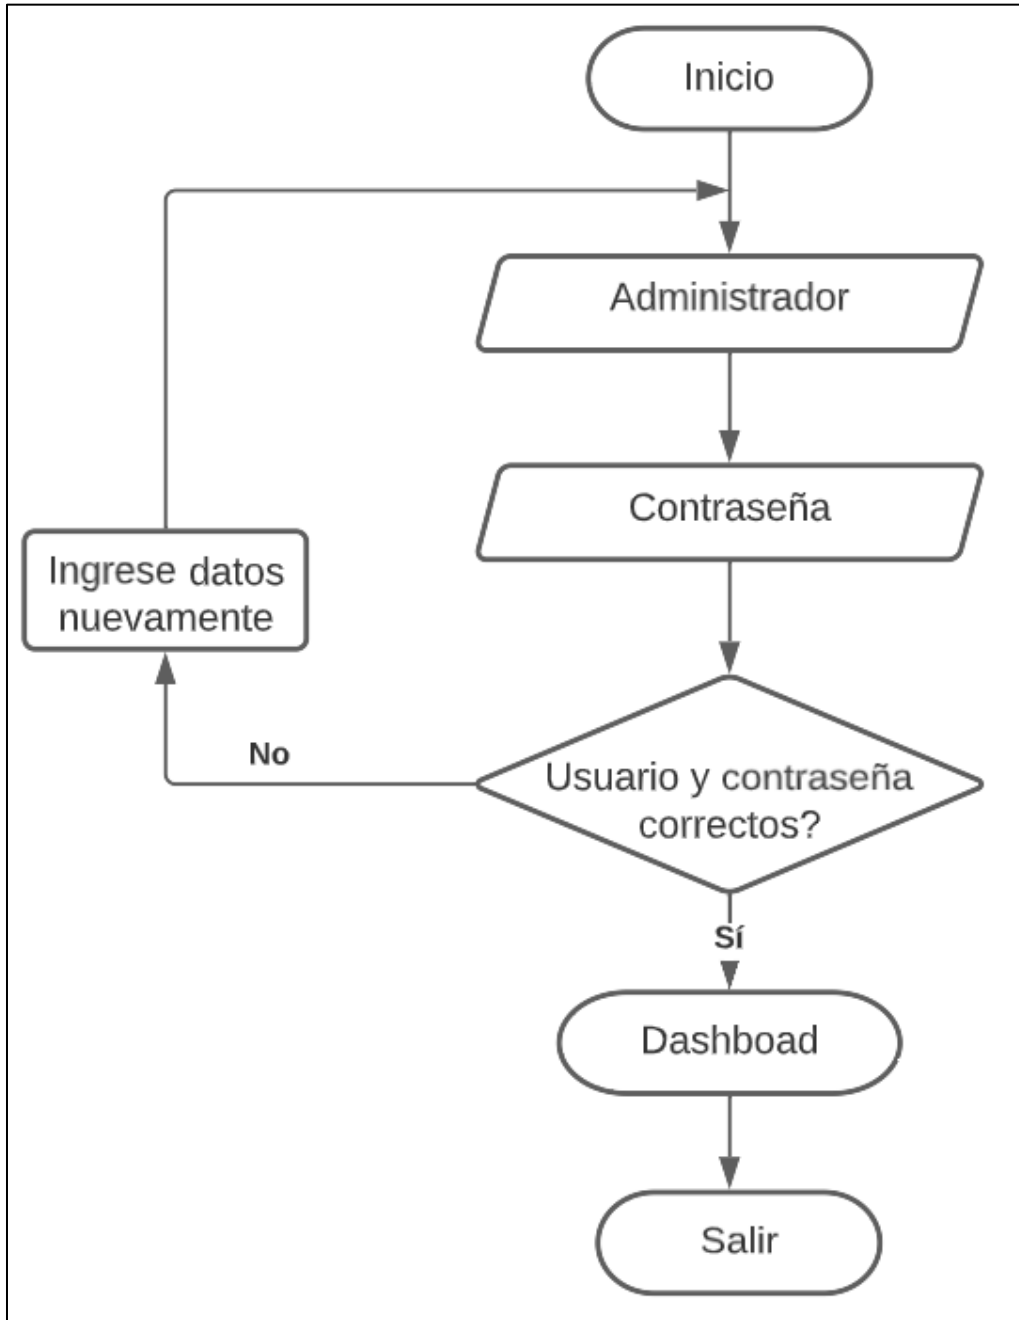 Inicio
Administrador
Contraseña
Ingrese datos
nuevamente
No
Usuario y contraseña
correctos?
Sí
Dashboad
Salir